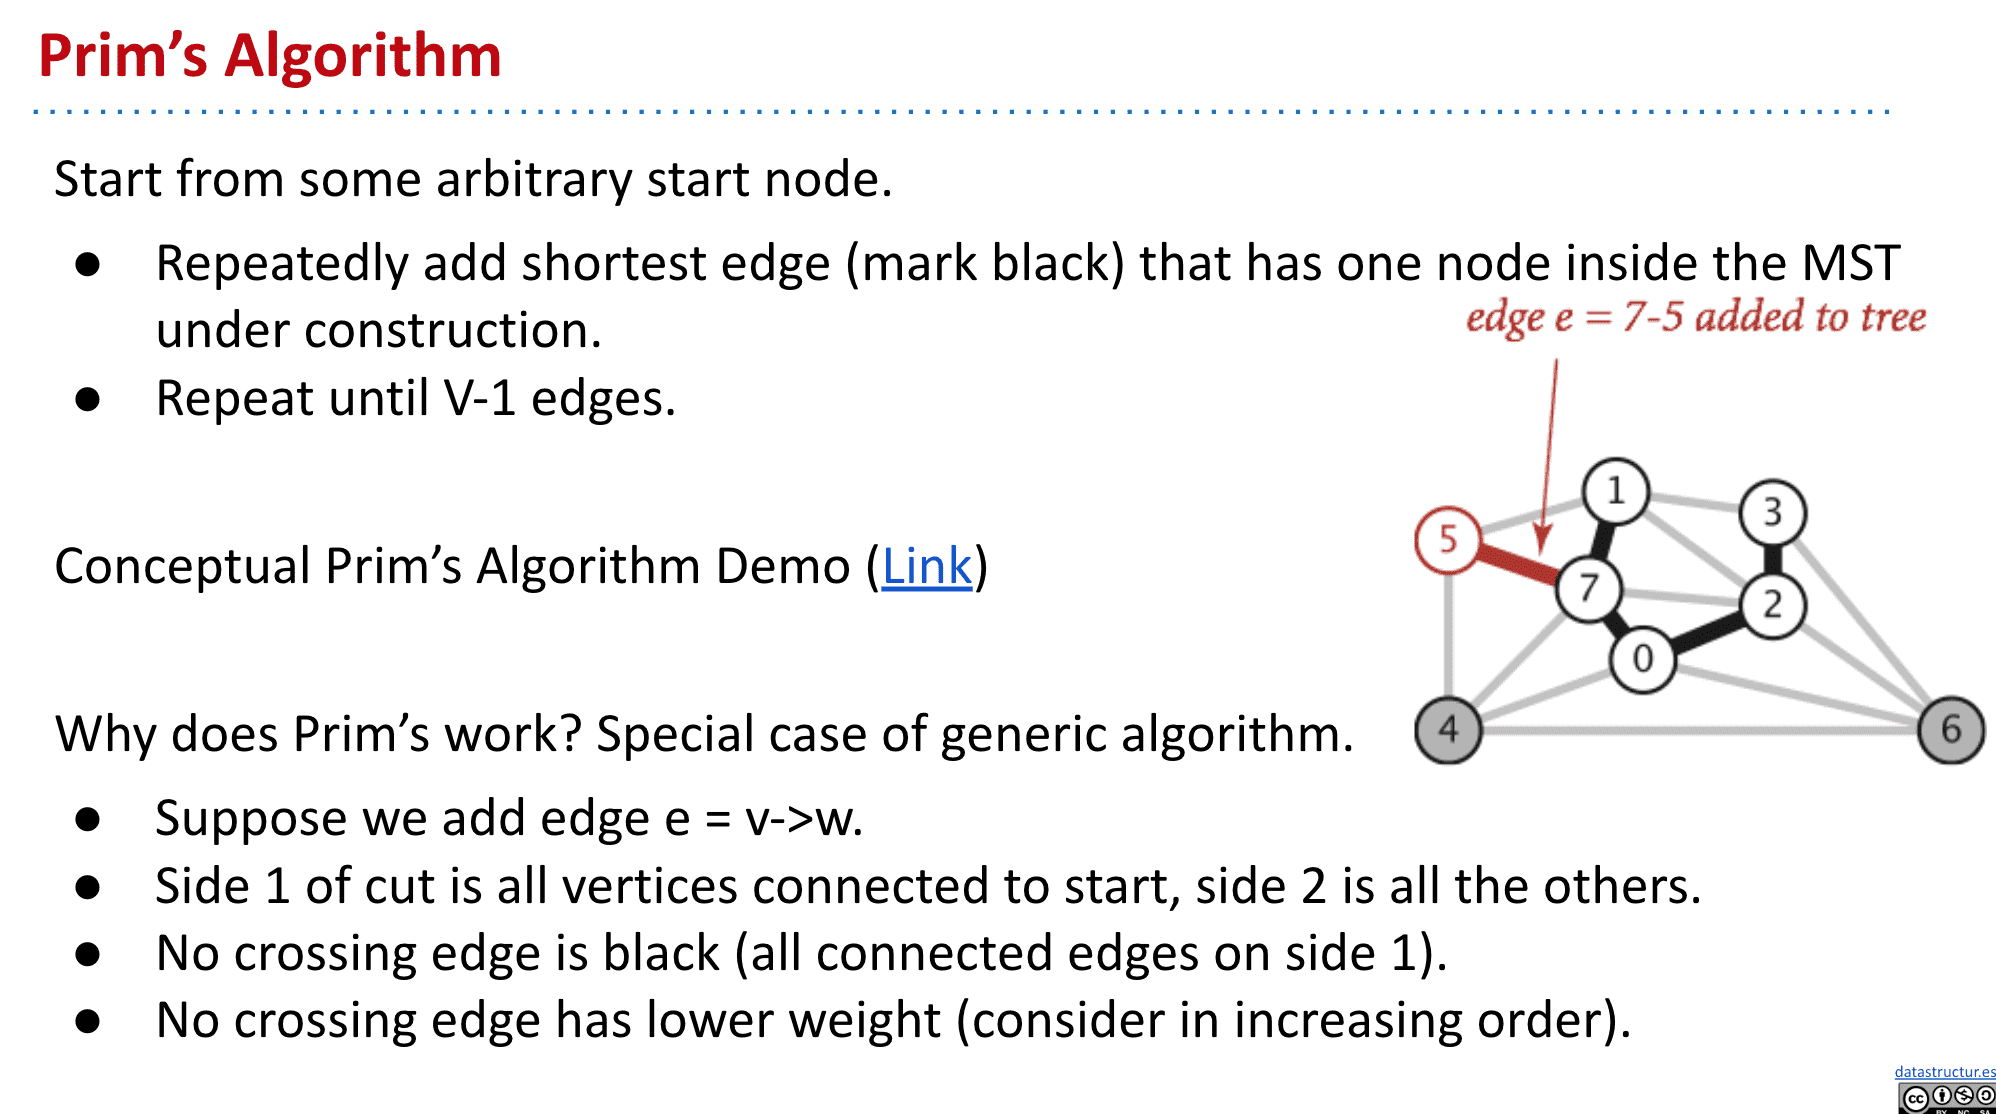 Prim’s Algorithm
Start from some arbitrary start node.
● Repeatedly add shortest edge (mark black) that has one node inside the MST
under construction.
● Repeat until V-1 edges.
edge e = 7-5 added to tree
1
3
5
7
2
0
4
6
Conceptual Prim’s Algorithm Demo (Link)
Why does Prim’s work? Special case of generic algorithm.
● Suppose we add edge e = v->w.
● Side 1 of cut is all vertices connected to start, side 2 is all the others.
● No crossing edge is black (all connected edges on side 1).
● No crossing edge has lower weight (consider in increasing order).
datastructur.es
cc
BY NC SA